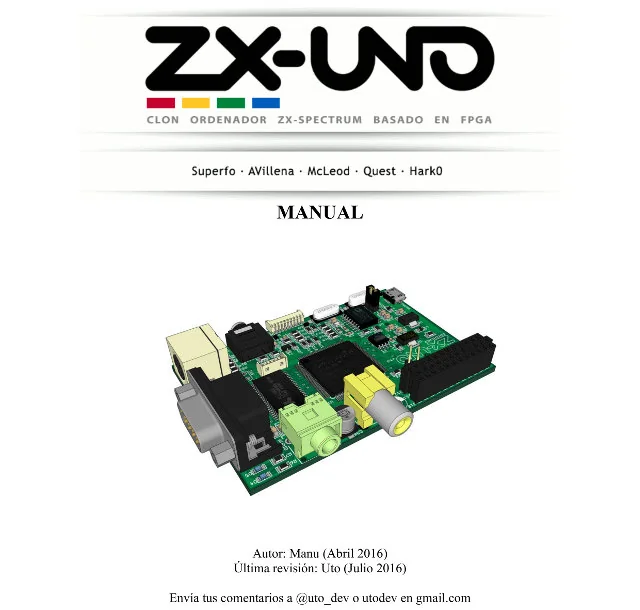 ZX-UNO
CLON ORDENADOR ZX-SPECTRUM BASADO EN FPGA
Superfo · AVillena · McLeod · Quest · Hark0
MANUAL
Autor: Manu (Abril 2016)
Última revisión: Uto (Julio 2016)
Envía tus comentarios a @uto_dev o utodev en gmail.com